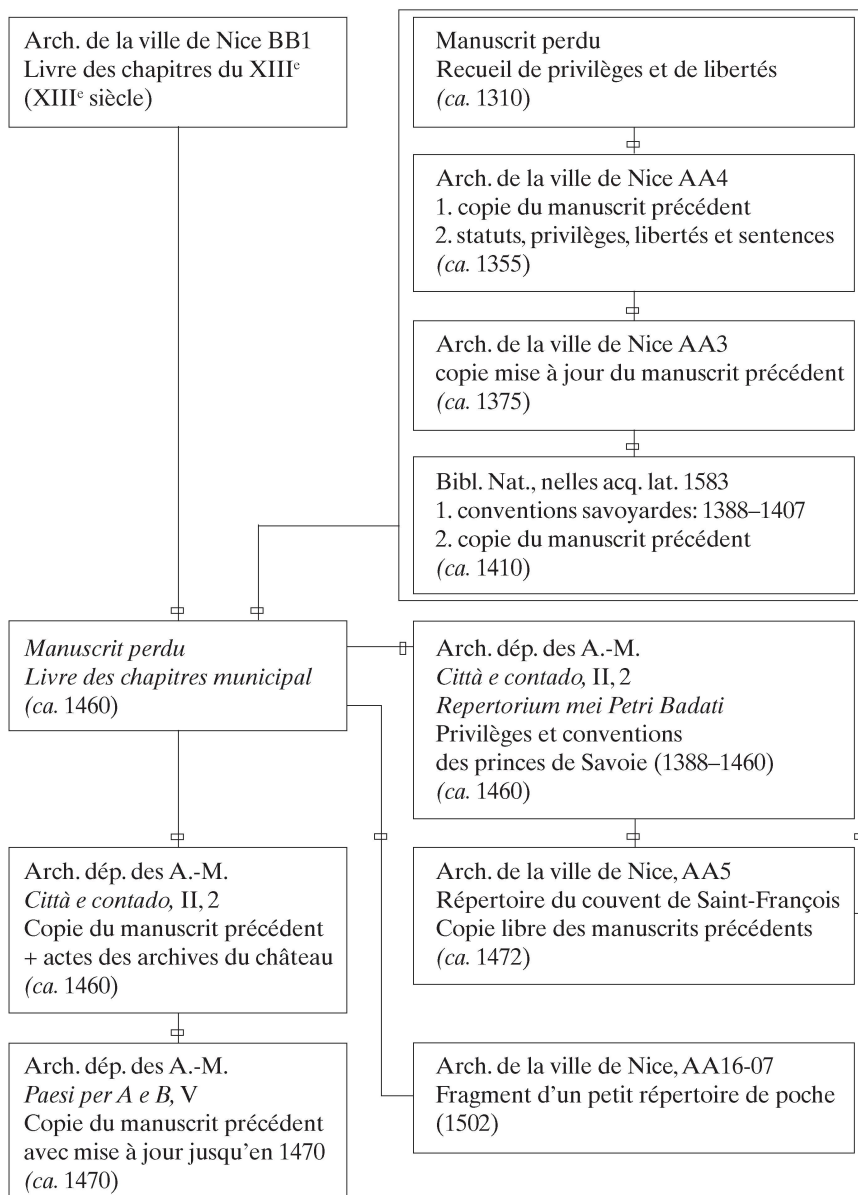 Arch. de la ville de Nice BB1
Livre des chapitres du XIIIᵉ
(XIIIᵉ siècle)
Manuscrit perdu
Recueil de privilèges et de libertés
(ca. 1310)
Arch. de la ville de Nice AA4
1. copie du manuscrit précédent
2. statuts, privilèges, libertés et sentences
(ca. 1355)
Arch. de la ville de Nice AA3
copie mise à jour du manuscrit précédent
(ca. 1375)
Bibl. Nat., nelles acq. lat. 1583
1. conventions savoyardes: 1388–1407
2. copie du manuscrit précédent
(ca. 1410)
Manuscrit perdu
Livre des chapitres municipal
(ca. 1460)
Arch. dép. des A.-M.
Città e contado, II, 2
Repertorium mei Petri Badati
Privilèges et conventions
des princes de Savoie (1388–1460)
(ca. 1460)
Arch. dép. des A.-M.
Città e contado, II, 2
Copie du manuscrit précédent
+ actes des archives du château
(ca. 1460)
Arch. de la ville de Nice, AA5
Répertoire du couvent de Saint-François
Copie libre des manuscrits précédents
(ca. 1472)
Arch. dép. des A.-M.
Paesi per A e B, V
Copie du manuscrit précédent
avec mise à jour jusqu'en 1470
(ca. 1470)
Arch. de la ville de Nice, AA16-07
Fragment d'un petit répertoire de poche
(1502)